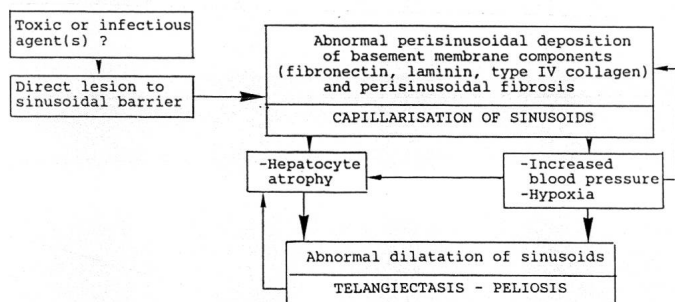 Toxic or infectious
agent(s) ?
Direct lesion to
sinusoidal barrier
Abnormal perisinusoidal deposition
of basement membrane components
(fibronectin, laminin, type IV collagen)
and perisinusoidal fibrosis
CAPILLARISATION OF SINUSOIDS
-Hepatocyte
atrophy
-Increased
blood pressure
-Hypoxia
Abnormal dilatation of sinusoids
TELANGIECTASIS - PELIOSIS